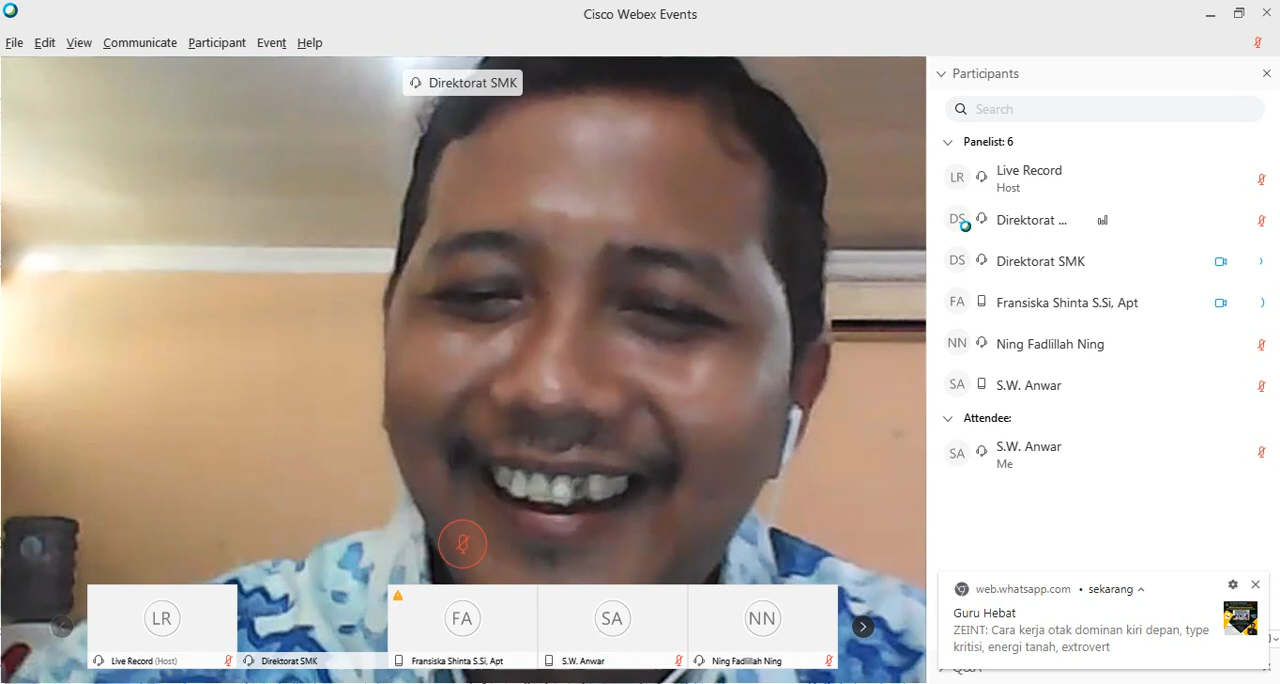 Cisco Webex Events
File Edit View Communicate Participant Event Help
Direktorat SMK
Participants
Search
Panelist: 6
LR Live Record
Host
DS Direktorat ...
DS Direktorat SMK
FA Fransiska Shinta S.Si, Apt
NN Ning Fadlillah Ning
SA S.W. Anwar
Attendee:
SA S.W. Anwar
Me
LR FA SA NN
Live Record (Host) Direktorat SMK Fransiska Shinta S.Si, Apt S.W. Anwar Ning Fadlillah Ning
web.whatsapp.com • sekarang
Guru Hebat
ZEINT: Cara kerja otak dominan kiri depan, type
kritisi, energi tanah, extrovert